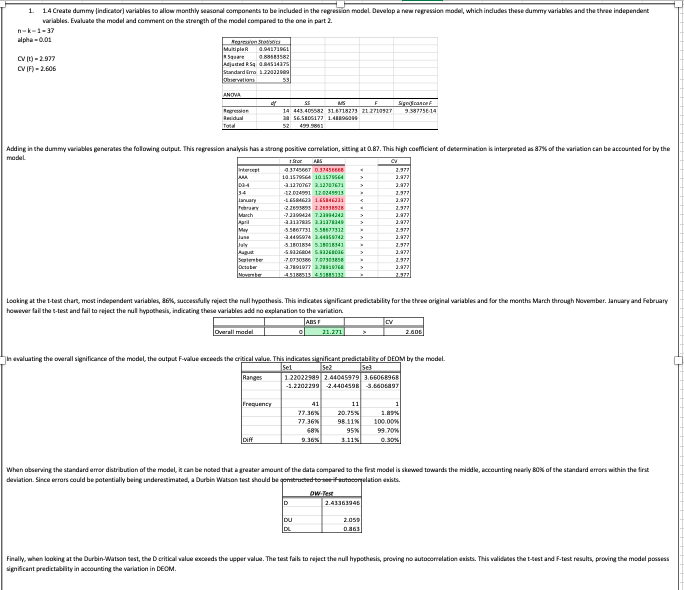 1. 1.4 Create dummy (indicator) variables to allow monthly seasonal components to be included in the regression model. Develop a new regression model, which includes these dummy variables and the three independent
variables. Evaluate the model and comment on the strength of the model compared to the one in part 2.
n – k – 1 = 37
alpha = 0.01
CV (t) = 2.977
CV (F) = 2.606
Regression Statistics
Multiple R 0.94171961
R Square 0.88683582
Adjusted R Sq 0.84514375
Standard Erro 1.22022989
Observations 53
ANOVA
df SS MS F Significance F
Regression 14 443.405582 31.6718273 21.2710927 9.38775E-14
Residual 38 56.5805177 1.48896099
Total 52 499.9861
Adding in the dummy variables generates the following output. This regression analysis has a strong positive correlation, sitting at 0.87. This high coefficient of determination is interpreted as 87% of the variation can be accounted for by the
model.
t Stat ABS CV
Intercept -0.3745667 0.37456668 < 2.977
AAA 10.1579564 10.1579564 > 2.977
D3-4 -3.1270767 3.12707671 > 2.977
3-4 -12.024991 12.0249913 > 2.977
January -1.6584623 1.65846231 < 2.977
February -2.2693893 2.26938928 < 2.977
March -7.2399424 7.23994242 > 2.977
April -3.3137835 3.31378349 > 2.977
May -5.5867731 5.58677312 > 2.977
June -3.4495974 3.44959742 > 2.977
July -5.1801834 5.18018341 > 2.977
August -5.9326804 5.93268036 > 2.977
September -7.0730386 7.07303858 > 2.977
October -3.7891977 3.78919768 > 2.977
November -4.5188513 4.51885132 > 2.977
Looking at the t-test chart, most independent variables, 86%, successfully reject the null hypothesis. This indicates significant predictability for the three original variables and for the months March through November. January and February
however fail the t-test and fail to reject the null hypothesis, indicating these variables add no explanation to the variation.
ABS F CV
Overall model 0 21.271 > 2.606
In evaluating the overall significance of the model, the output F-value exceeds the critical value. This indicates significant predictability of DEOM by the model.
Se1 Se2 Se3
Ranges 1.22022989 2.44045979 3.66068968
-1.2202299 -2.4404598 -3.6606897
Frequency 41 11 1
77.36% 20.75% 1.89%
77.36% 98.11% 100.00%
68% 95% 99.70%
Diff 9.36% 3.11% 0.30%
When observing the standard error distribution of the model, it can be noted that a greater amount of the data compared to the first model is skewed towards the middle, accounting nearly 80% of the standard errors within the first
deviation. Since errors could be potentially being underestimated, a Durbin Watson test should be constructed to see if autocorrelation exists.
DW-Test
D 2.43363946
DU 2.059
DL 0.863
Finally, when looking at the Durbin-Watson test, the D critical value exceeds the upper value. The test fails to reject the null hypothesis, proving no autocorrelation exists. This validates the t-test and F-test results, proving the model possess
significant predictability in accounting the variation in DEOM.